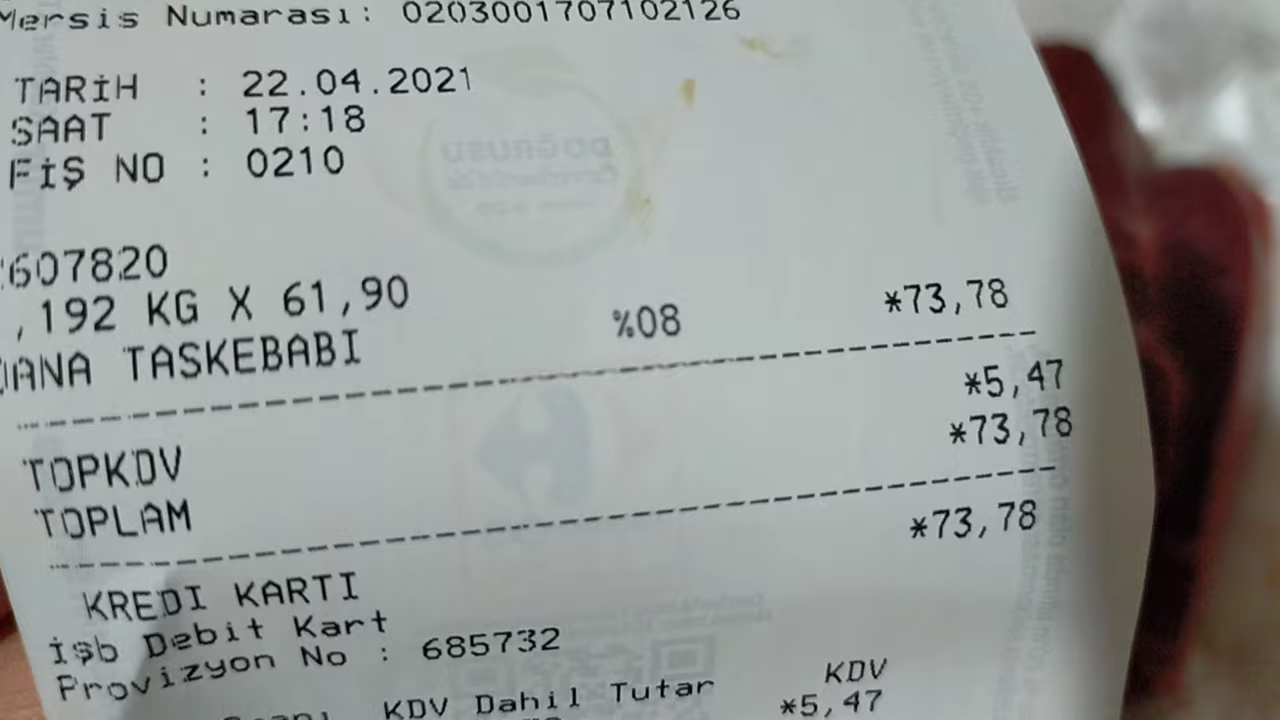 Mersis Numarası: 0203001707102126
TARİH : 22.04.2021
SAAT : 17:18
FİŞ NO : 0210
607820
,192 KG X 61,90
DANA TASKEBABI %08 *73,78
TOPKDV *5,47
TOPLAM *73,78
KREDI KARTI *73,78
İşb Debit Kart
Provizyon No : 685732
KDV Dahil Tutar KDV
*5,47